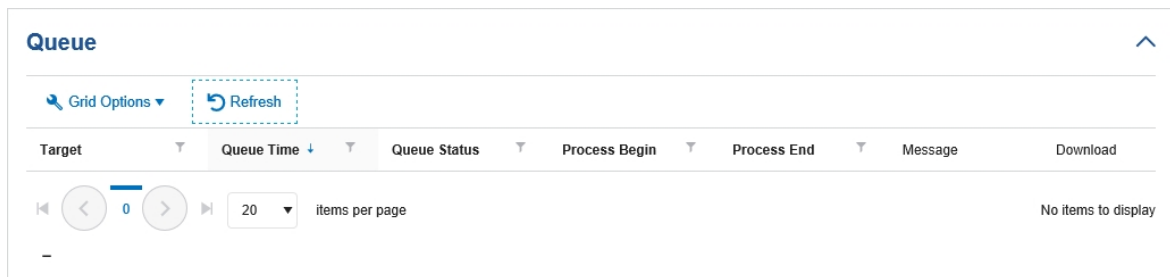 Queue
Grid Options Refresh
Target Queue Time Queue Status Process Begin Process End Message Download
0 20 items per page No items to display